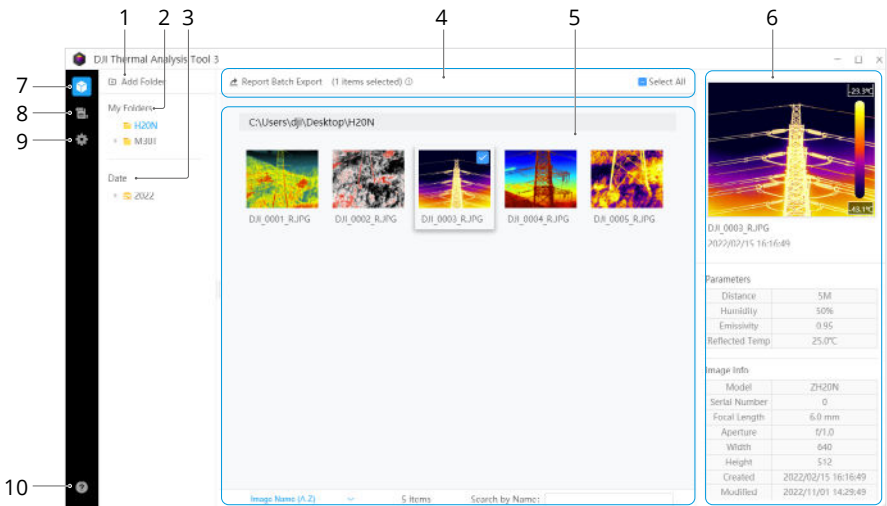 1 2 3 4 5 6
DJI Thermal Analysis Tool 3
7
Add Folder
Report Batch Export (1 items selected)
Select All
8
My Folders
H20N
9
M30T
C:\Users\dji\Desktop\H20N
-23.3℃
-43.1℃
Date
2022
DJI_0001_R.JPG DJI_0002_R.JPG DJI_0003_R.JPG DJI_0004_R.JPG DJI_0005_R.JPG
DJI_0003_R.JPG
2022/02/15 16:16:49
Parameters
Distance 5M
Humidity 50%
Emissivity 0.95
Reflected Temp 25.0℃
Image Info
Model ZH20N
Serial Number 0
Focal Length 6.0 mm
Aperture f/1.0
Width 640
Height 512
Created 2022/02/15 16:16:49
Modified 2022/11/01 14:29:49
10
?
Image Name (A-Z) 5 items Search by Name: